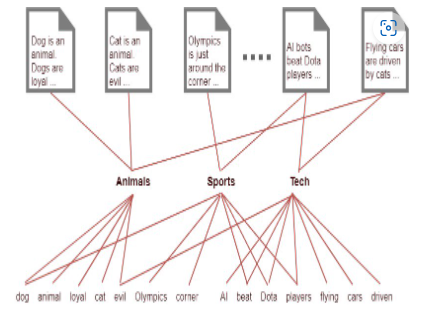 Dog is an
animal.
Dogs are
loyal ...
Cat is an
animal.
Cats are
evil ...
Olympics
is just
around the
corner ...
AI bots
beat Dota
players ...
Flying cars
are driven
by cats ...
Animals Sports Tech
dog animal loyal cat evil Olympics corner AI beat Dota players flying cars driven